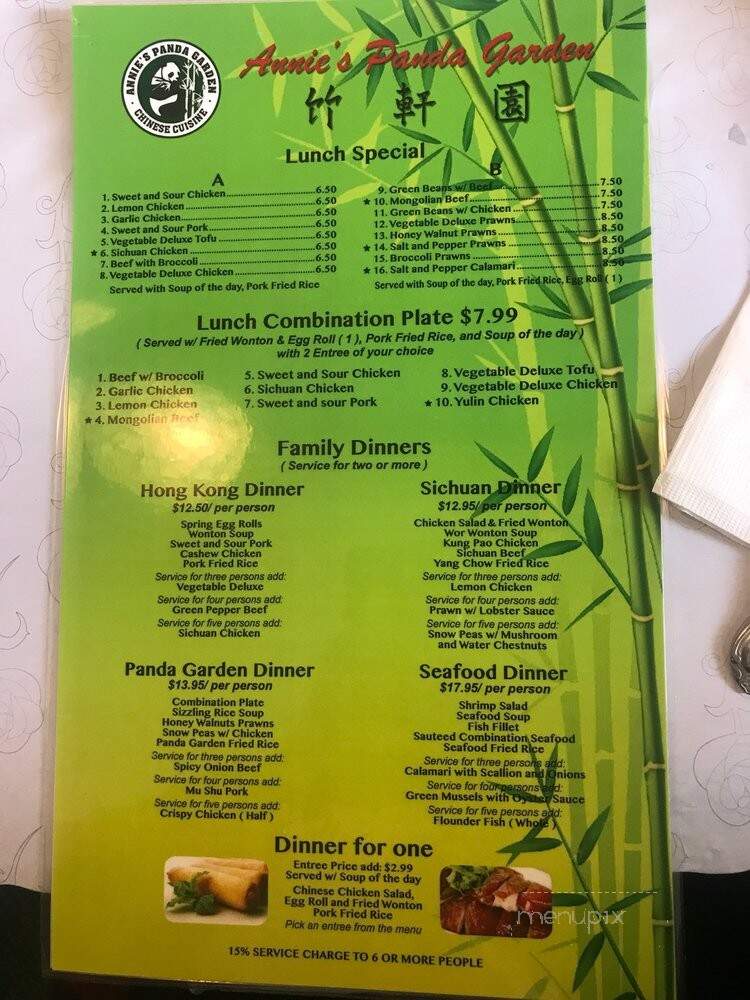 ANNIE'S PANDA GARDEN
CHINESE CUISINE
Annie's Panda Garden
竹軒園
Lunch Special
A
1. Sweet and Sour Chicken 6.50
2. Lemon Chicken 6.50
3. Garlic Chicken 6.50
4. Sweet and Sour Pork 6.50
5. Vegetable Deluxe Tofu 6.50
★ 6. Sichuan Chicken 6.50
7. Beef with Broccoli 6.50
8. Vegetable Deluxe Chicken 6.50
Served with Soup of the day, Pork Fried Rice
B
9. Green Beans w/ Beef 7.50
★ 10. Mongolian Beef 7.50
11. Green Beans w/ Chicken 7.50
12. Vegetable Deluxe Prawns 8.50
13. Honey Walnut Prawns 8.50
★ 14. Salt and Pepper Prawns 8.50
15. Broccoli Prawns 8.50
★ 16. Salt and Pepper Calamari 8.50
Served with Soup of the day, Pork Fried Rice, Egg Roll ( 1 )
Lunch Combination Plate $7.99
( Served w/ Fried Wonton & Egg Roll ( 1 ), Pork Fried Rice, and Soup of the day )
with 2 Entree of your choice
1. Beef w/ Broccoli
2. Garlic Chicken
3. Lemon Chicken
★ 4. Mongolian Beef
5. Sweet and Sour Chicken
6. Sichuan Chicken
7. Sweet and sour Pork
8. Vegetable Deluxe Tofu
9. Vegetable Deluxe Chicken
★ 10. Yulin Chicken
Family Dinners
( Service for two or more )
Hong Kong Dinner
$12.50/ per person
Spring Egg Rolls
Wonton Soup
Sweet and Sour Pork
Cashew Chicken
Pork Fried Rice
Service for three persons add:
Vegetable Deluxe
Service for four persons add:
Green Pepper Beef
Service for five persons add:
Sichuan Chicken
Sichuan Dinner
$12.95/ per person
Chicken Salad & Fried Wonton
Wor Wonton Soup
Kung Pao Chicken
Sichuan Beef
Yang Chow Fried Rice
Service for three persons add:
Lemon Chicken
Service for four persons add:
Prawn w/ Lobster Sauce
Service for five persons add:
Snow Peas w/ Mushroom
and Water Chestnuts
Panda Garden Dinner
$13.95/ per person
Combination Plate
Sizzling Rice Soup
Honey Walnuts Prawns
Snow Peas w/ Chicken
Panda Garden Fried Rice
Service for three persons add:
Spicy Onion Beef
Service for four persons add:
Mu Shu Pork
Service for five persons add:
Crispy Chicken ( Half )
Seafood Dinner
$17.95/ per person
Shrimp Salad
Seafood Soup
Fish Fillet
Sauteed Combination Seafood
Seafood Fried Rice
Service for three persons add:
Calamari with Scallion and Onions
Service for four persons add:
Green Mussels with Oyster Sauce
Service for five persons add:
Flounder Fish ( Whole )
Dinner for one
Entree Price add: $2.99
Served w/ Soup of the day
Chinese Chicken Salad,
Egg Roll and Fried Wonton
Pork Fried Rice
Pick an entree from the menu
menupix
15% SERVICE CHARGE TO 6 OR MORE PEOPLE